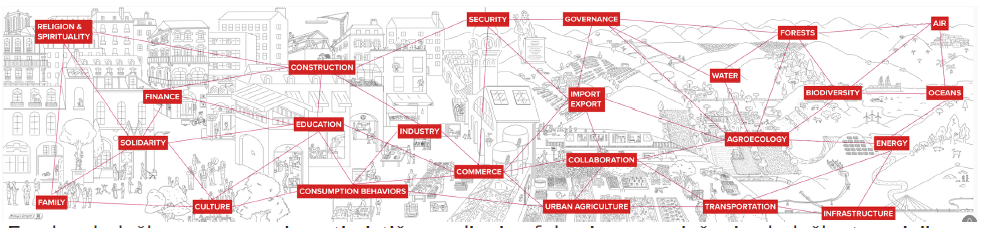 RELIGION &
SPIRITUALITY
SECURITY
GOVERNANCE
AIR
FORESTS
CONSTRUCTION
WATER
FINANCE
IMPORT
EXPORT
BIODIVERSITY
OCEANS
EDUCATION
INDUSTRY
SOLIDARITY
AGROECOLOGY
ENERGY
COLLABORATION
COMMERCE
CONSUMPTION BEHAVIORS
FAMILY
CULTURE
URBAN AGRICULTURE
TRANSPORTATION
INFRASTRUCTURE